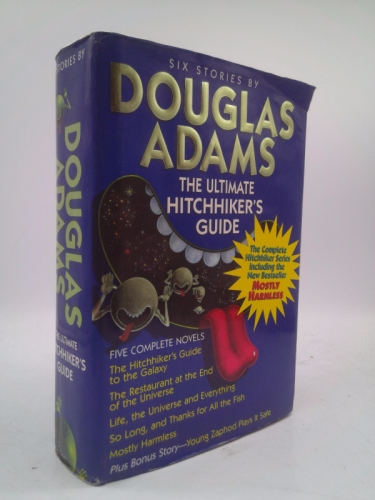 SIX STORIES BY
DOUGLAS
ADAMS
THE ULTIMATE
HITCHHIKER'S
GUIDE
The Complete
Hitchhiker Series
Including the
New Bestseller
MOSTLY
HARMLESS
FIVE COMPLETE NOVELS
The Hitchhiker's Guide
to the Galaxy
The Restaurant at the End
of the Universe
Life, the Universe and Everything
So Long, and Thanks for All the Fish
Mostly Harmless
Plus Bonus Story—Young Zaphod Plays It Safe
SIX STORIES BY
DOUGLAS
ADAMS
THE ULTIMATE
HITCHHIKER'S
GUIDE